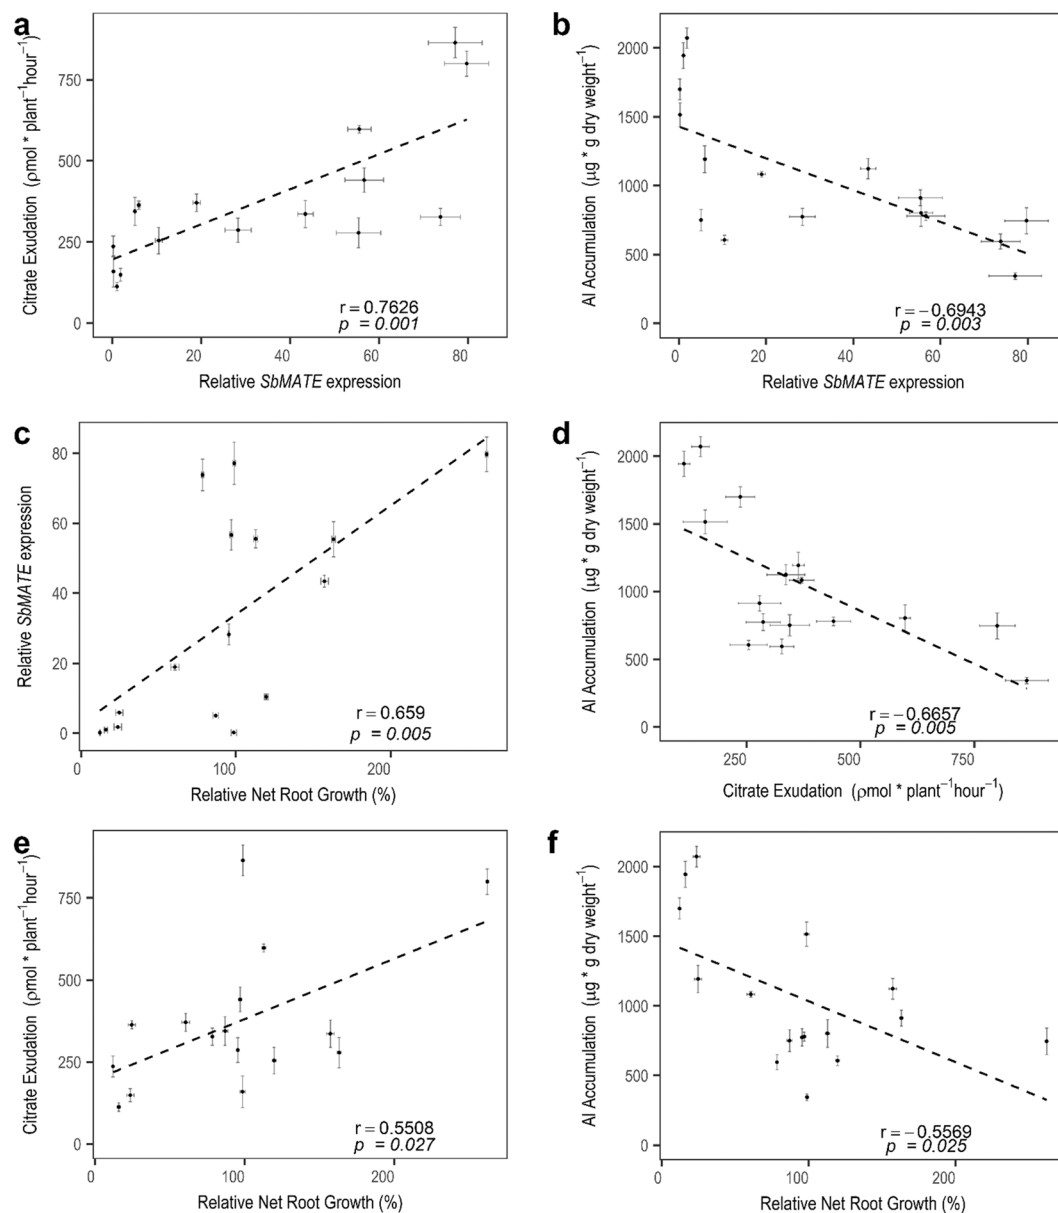 a
Citrate Exudation (ρmol * plant⁻¹hour⁻¹)
750
500
250
0
r = 0.7626
p = 0.001
0 20 40 60 80
Relative SbMATE expression
b
Al Accumulation (μg * g dry weight⁻¹)
2000
1500
1000
500
0
r = −0.6943
p = 0.003
0 20 40 60 80
Relative SbMATE expression
c
Relative SbMATE expression
80
60
40
20
0
r = 0.659
p = 0.005
0 100 200
Relative Net Root Growth (%)
d
Al Accumulation (μg * g dry weight⁻¹)
2000
1500
1000
500
0
r = −0.6657
p = 0.005
250 500 750
Citrate Exudation (ρmol * plant⁻¹hour⁻¹)
e
Citrate Exudation (ρmol * plant⁻¹hour⁻¹)
750
500
250
0
r = 0.5508
p = 0.027
0 100 200
Relative Net Root Growth (%)
f
Al Accumulation (μg * g dry weight⁻¹)
2000
1500
1000
500
0
r = −0.5569
p = 0.025
0 100 200
Relative Net Root Growth (%)